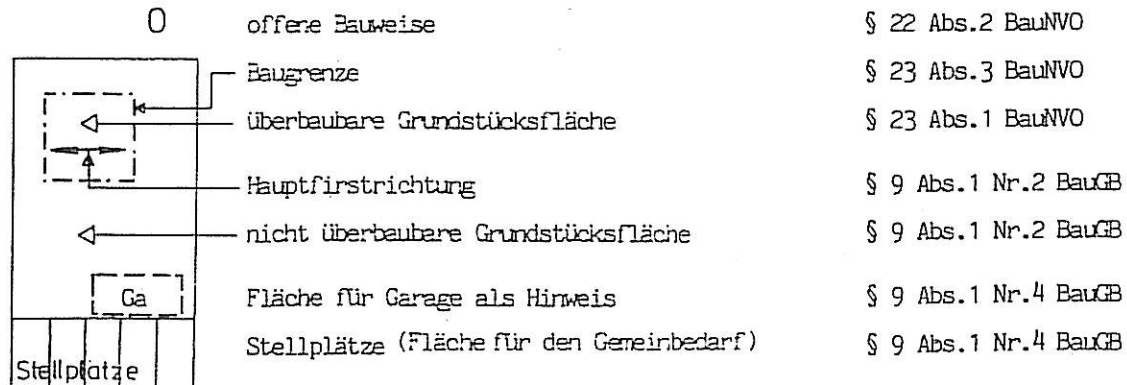 O offene Bauweise § 22 Abs.2 BauNVO
Baugrenze § 23 Abs.3 BauNVO
überbaubare Grundstücksfläche § 23 Abs.1 BauNVO
Hauptfirstrichtung § 9 Abs.1 Nr.2 BauGB
nicht überbaubare Grundstücksfläche § 9 Abs.1 Nr.2 BauGB
Ga Fläche für Garage als Hinweis § 9 Abs.1 Nr.4 BauGB
Stellplätze (Fläche für den Gemeinbedarf) § 9 Abs.1 Nr.4 BauGB
Stellplätze